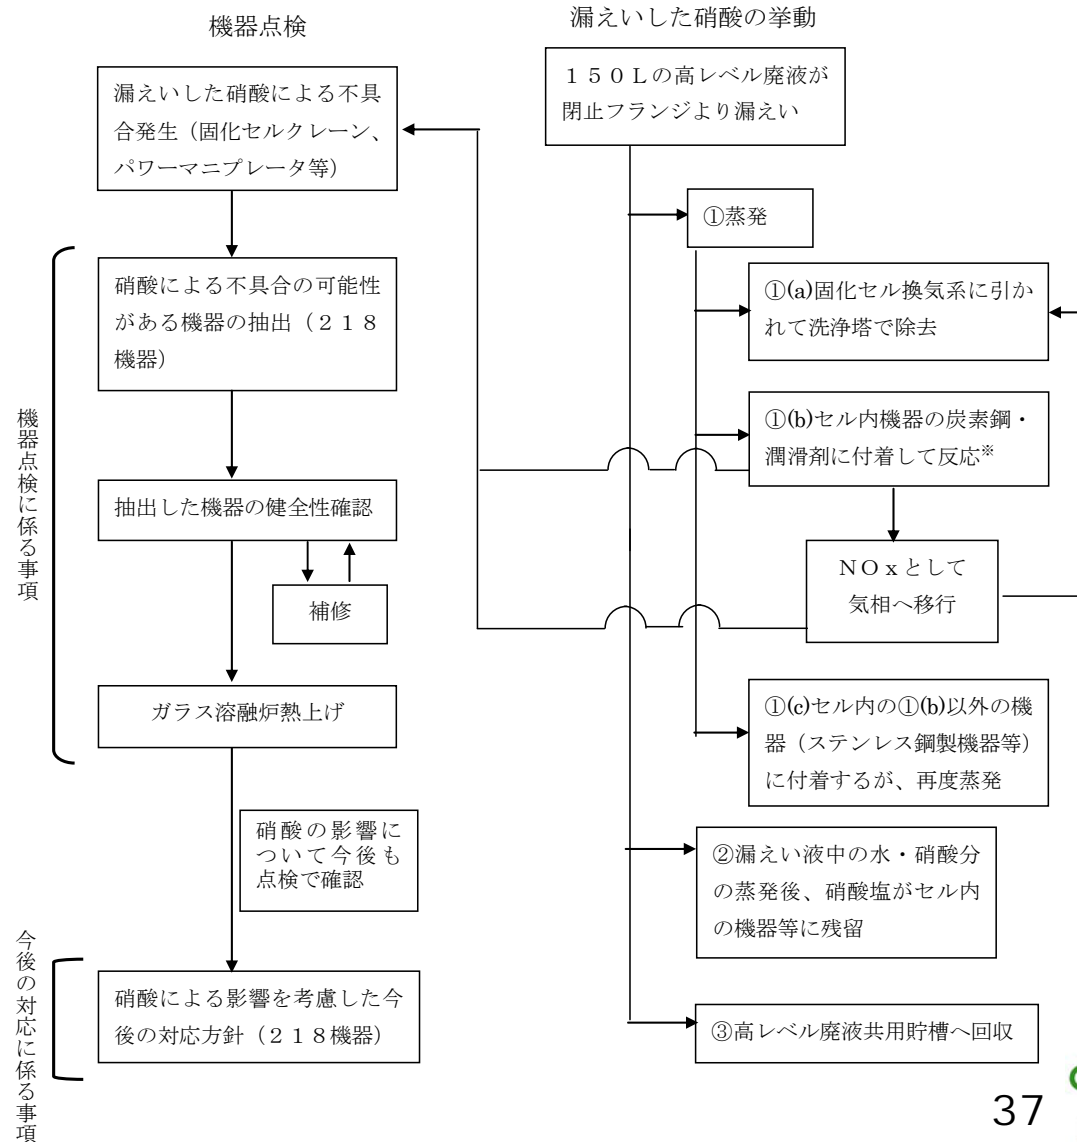 機器点検
漏えいした硝酸による不具
合発生（固化セルクレーン、
パワーマニプレータ等）
機器点検に係る事項
硝酸による不具合の可能性
がある機器の抽出（２１８
機器）
抽出した機器の健全性確認
補修
ガラス溶融炉熱上げ
硝酸の影響に
ついて今後も
点検で確認
今後の対応に係る事項
硝酸による影響を考慮した今
後の対応方針（２１８機器）
漏えいした硝酸の挙動
１５０Ｌの高レベル廃液が
閉止フランジより漏えい
①蒸発
①(a)固化セル換気系に引か
れて洗浄塔で除去
①(b)セル内機器の炭素鋼・
潤滑剤に付着して反応※
ＮＯｘとして
気相へ移行
①(c)セル内の①(b)以外の機
器（ステンレス鋼製機器等）
に付着するが、再度蒸発
②漏えい液中の水・硝酸分
の蒸発後、硝酸塩がセル内
の機器等に残留
③高レベル廃液共用貯槽へ回収
37